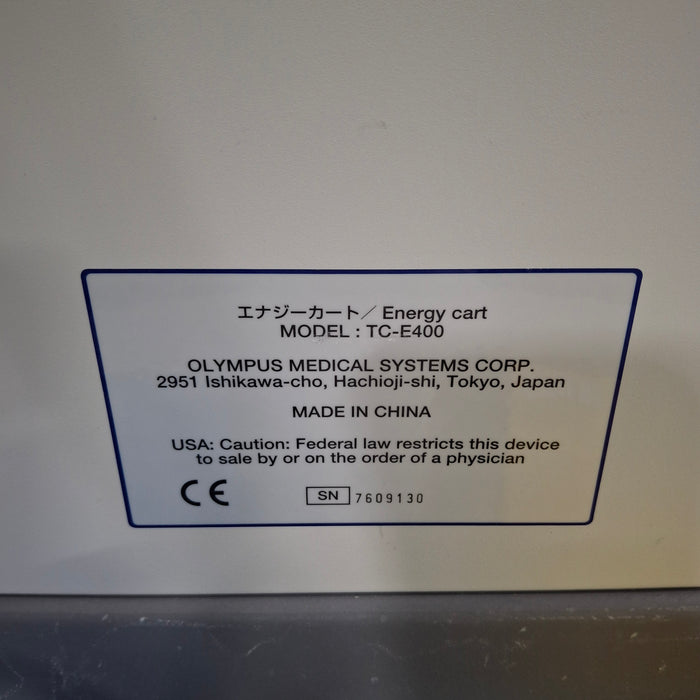 エナジーカート／ Energy cart
MODEL : TC-E400
OLYMPUS MEDICAL SYSTEMS CORP.
2951 Ishikawa-cho, Hachioji-shi, Tokyo, Japan
MADE IN CHINA
USA: Caution: Federal law restricts this device
to sale by or on the order of a physician
CE SN 7609130